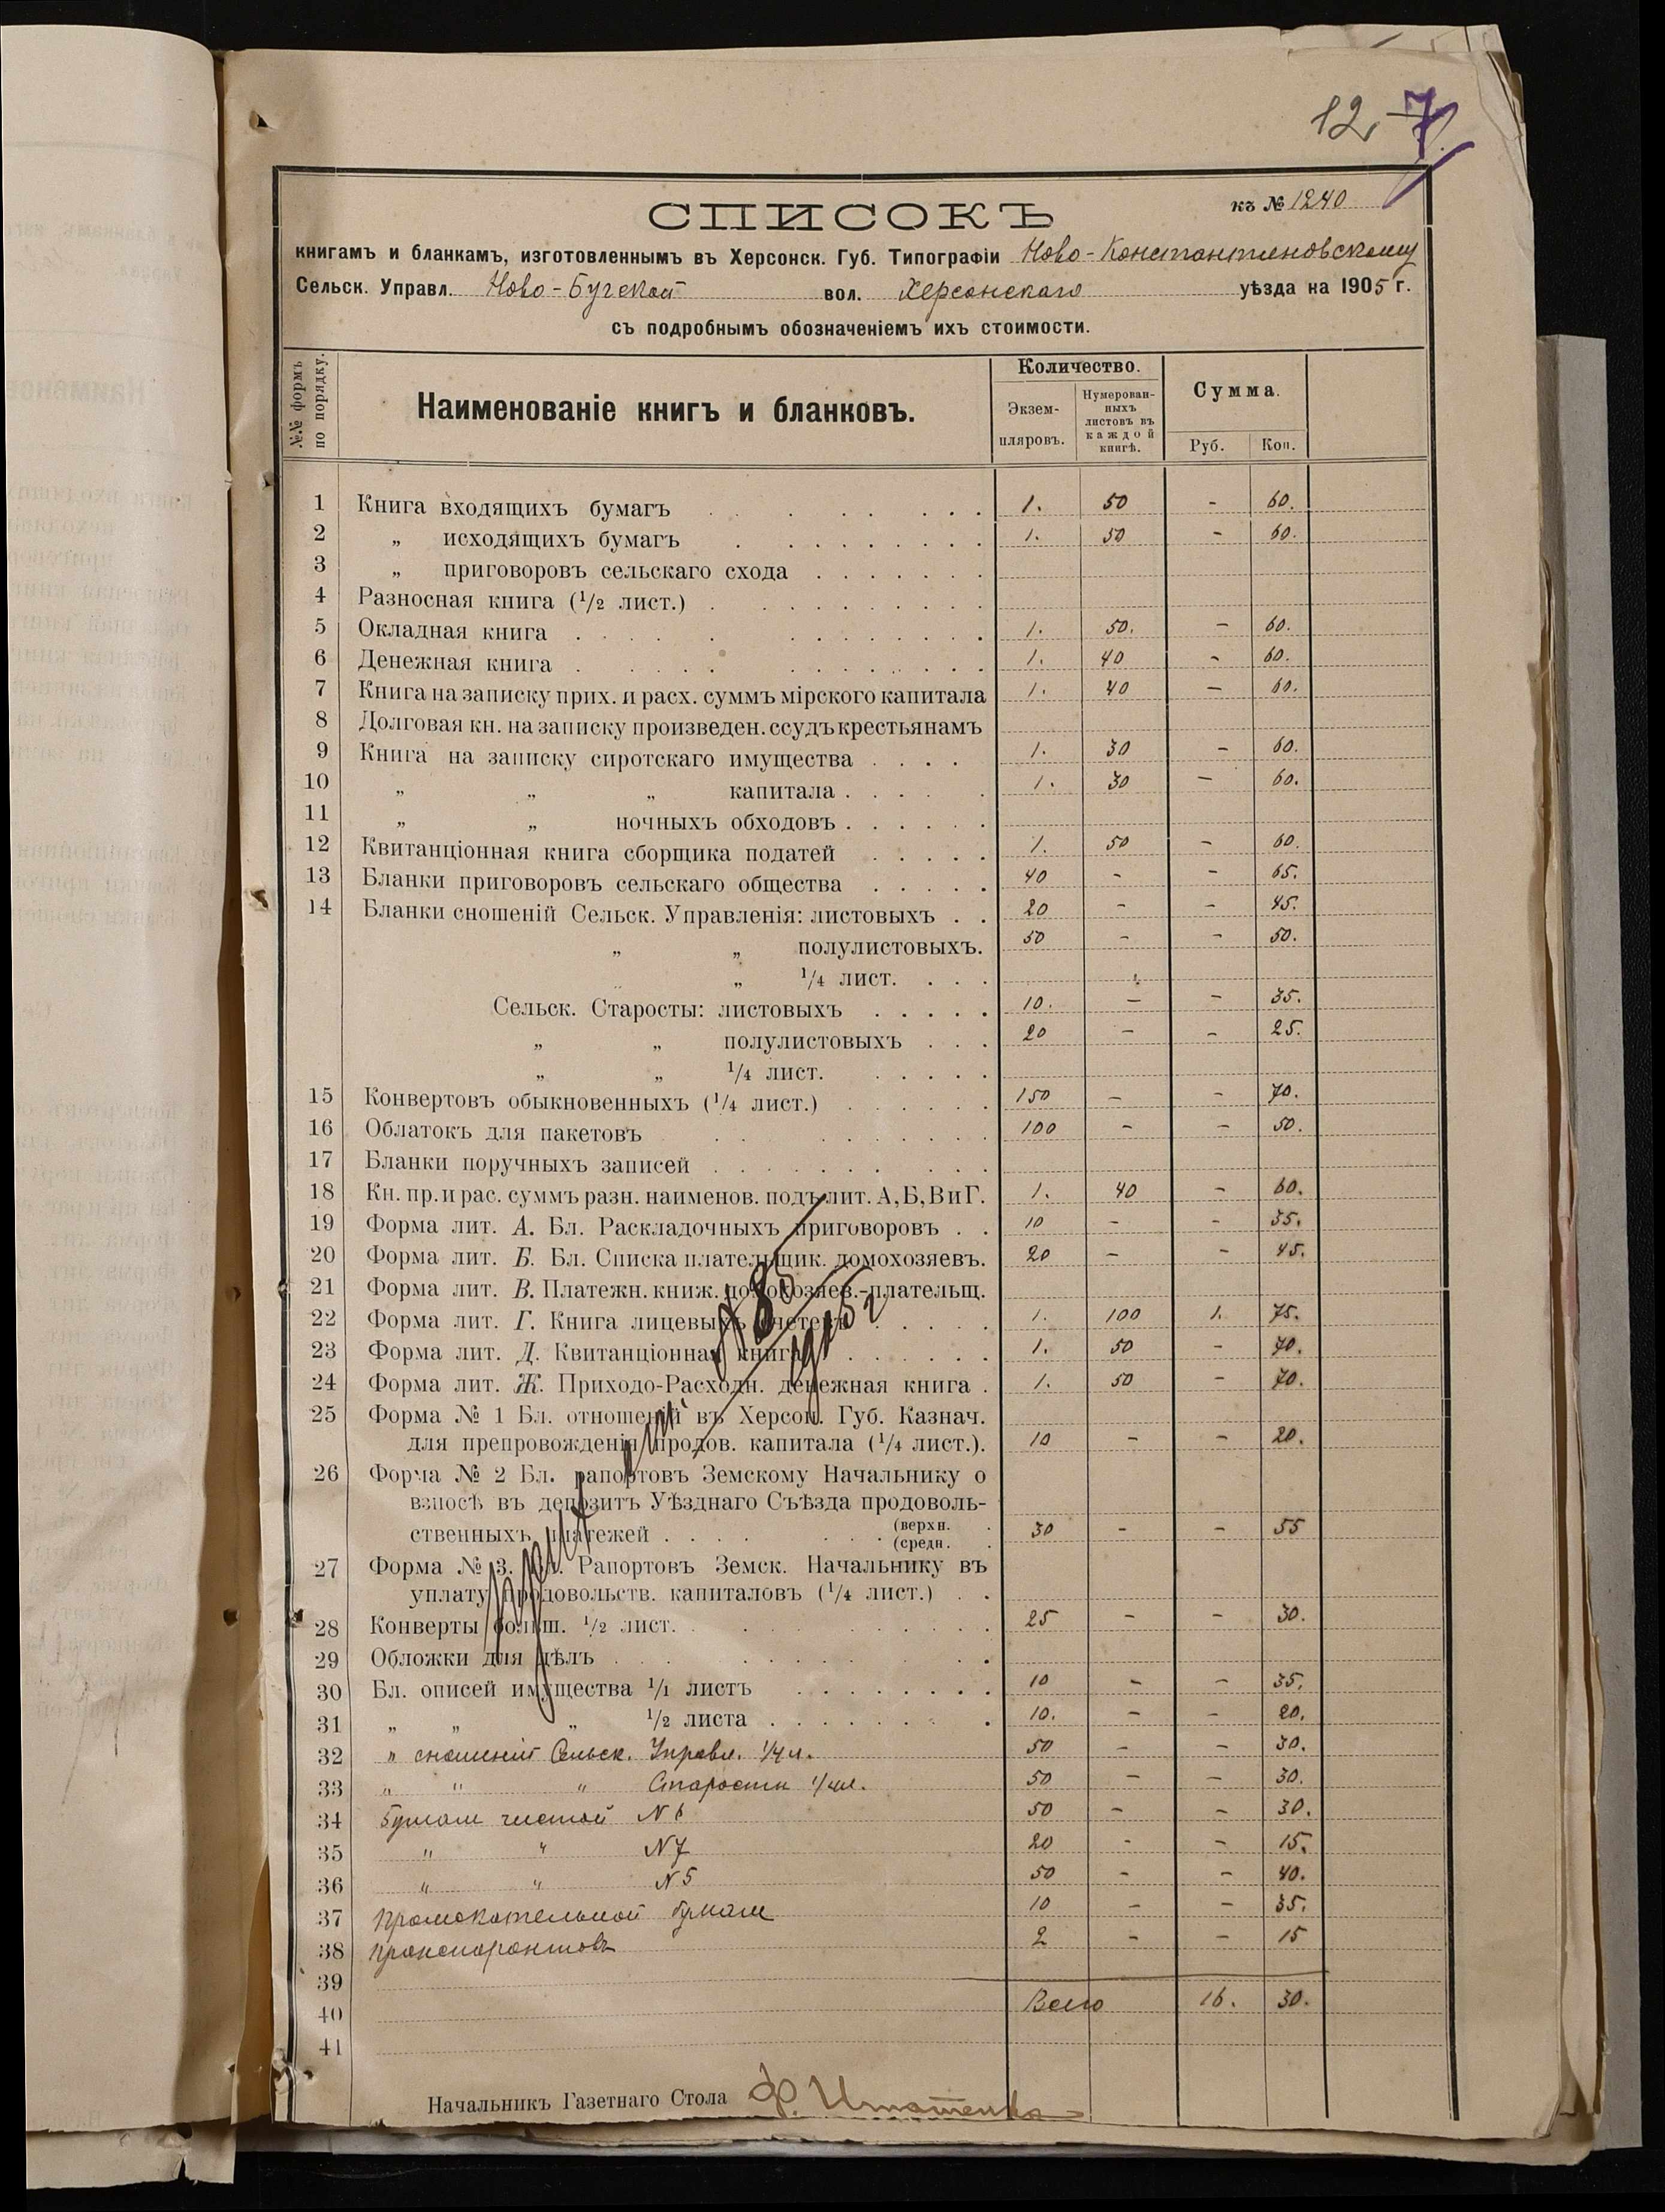 12. 7
къ № 1240
СПИСОКЪ
книгамъ и бланкамъ, изготовленнымъ въ Херсонск. Губ. Типографіи Ново-Константиновскому
Сельск. Управл. Ново-Бугской вол. Херсонскаго уѣзда на 1905 г.
съ подробнымъ обозначеніемъ ихъ стоимости.
№№ формъ по порядку. Наименованіе книгъ и бланковъ. Количество. Экзем-пляровъ. Нумерован-ныхъ листовъ въ каждой книгѣ. Сумма. Руб. Коп.
1 Книга входящихъ бумагъ 1. 50 - 60.
2 „ исходящихъ бумагъ 1. 50 - 60.
3 „ приговоровъ сельскаго схода
4 Разносная книга (1/2 лист.)
5 Окладная книга 1. 50. - 60.
6 Денежная книга 1. 40 - 60.
7 Книга на записку прих. и расх. суммъ мірского капитала 1. 40 - 60.
8 Долговая кн. на записку произведен. ссудъ крестьянамъ
9 Книга на записку сиротскаго имущества 1. 30 - 60.
10 „ „ „ капитала 1. 30 - 60.
11 „ „ ночныхъ обходовъ
12 Квитанціонная книга сборщика податей 1. 50 - 60.
13 Бланки приговоровъ сельскаго общества 40 - - 65.
14 Бланки сношеній Сельск. Управленія: листовыхъ 20 - - 45.
„ „ полулистовыхъ. 50 - - 50.
„ 1/4 лист.
Сельск. Старосты: листовыхъ 10. - - 35.
„ „ полулистовыхъ 20 - - 25.
„ „ 1/4 лист.
15 Конвертовъ обыкновенныхъ (1/4 лист.) 150 - - 70.
16 Облатокъ для пакетовъ 100 - - 50.
17 Бланки поручныхъ записей
18 Кн. пр. и рас. суммъ разн. наименов. подъ лит. А, Б, В и Г. 1. 40 - 60.
19 Форма лит. А. Бл. Раскладочныхъ приговоровъ 10 - - 35.
20 Форма лит. Б. Бл. Списка плательщик. домохозяевъ. 20 - - 45.
21 Форма лит. В. Платежн. книж. домохозяев.-плательщ.
22 Форма лит. Г. Книга лицевыхъ счетовъ 1. 100 1. 75.
23 Форма лит. Д. Квитанціонная книга 1. 50 - 70.
24 Форма лит. Ж. Приходо-Расходн. денежная книга 1. 50 - 70.
25 Форма № 1 Бл. отношеній въ Херсон. Губ. Казнач.
для препровожденія продов. капитала (1/4 лист.). 10 - - 20.
26 Форма № 2 Бл. рапортовъ Земскому Начальнику о
взносѣ въ депозитъ Уѣзднаго Съѣзда продоволь-
ственныхъ платежей (верхн. (средн. 30 - - 55
27 Форма № 3. Бл. Рапортовъ Земск. Начальнику въ
уплату продовольств. капиталовъ (1/4 лист.)
28 Конверты больш. 1/2 лист. 25 - - 30.
29 Обложки для дѣлъ
30 Бл. описей имущества 1/1 листъ 10 - - 35.
31 „ „ „ 1/2 листа 10. - - 20.
32 „ сношеній Сельск. Управл. 1/4 л. 50 - - 30.
33 „ „ „ Старосты 1/4 л. 50 - - 30.
34 Бумаги чистой N 6 50 - - 30.
35 „ „ N 7 20 - - 15.
36 „ „ N 5 50 - - 40.
37 Промокательной бумаги 10 - - 35.
38 Транспарантовъ 2 - - 15
39
40 Всего 16. 30.
41
Начальникъ Газетнаго Стола Ф.